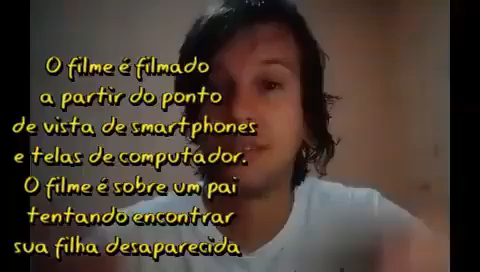 O filme é filmado
a partir do ponto
de vista de smartphones
e telas de computador.
O filme é sobre um pai
tentando encontrar
sua filha desaparecida